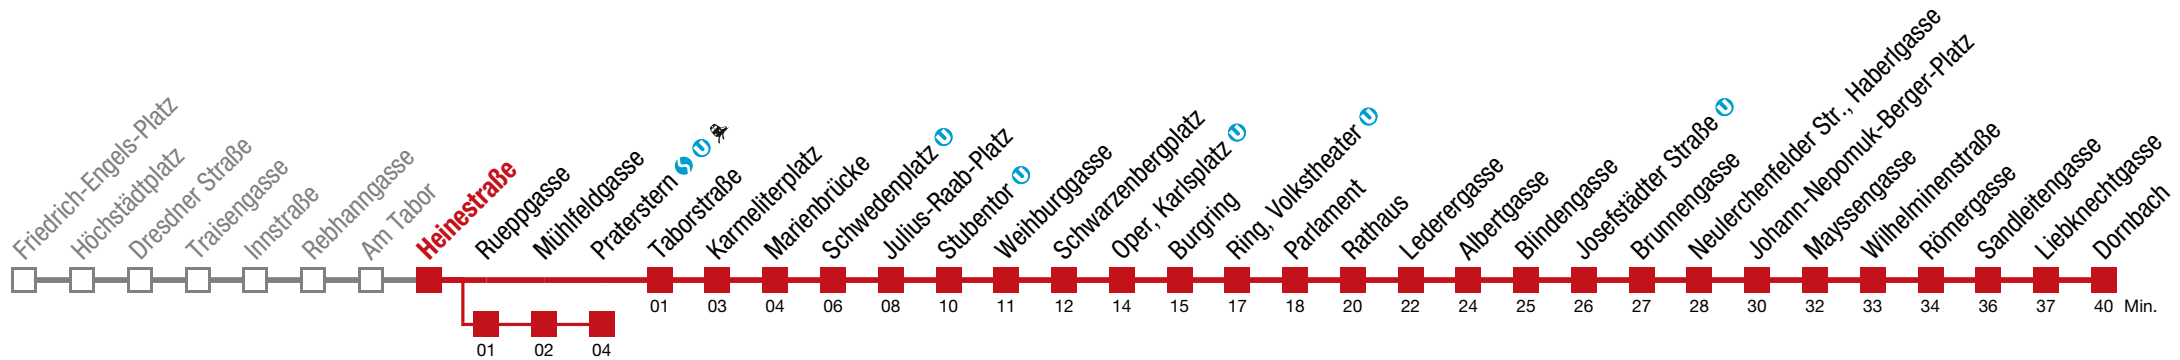 Friedrich-Engels-Platz
Höchstädtplatz
Dresdner Straße
Traisengasse
Innstraße
Rebhanngasse
Am Tabor
Heinestraße
Rueppgasse
Mühlfeldgasse
Praterstern S U
Taborstraße
Karmeliterplatz
Marienbrücke
Schwedenplatz U
Julius-Raab-Platz
Stubentor U
Weihburggasse
Schwarzenbergplatz
Oper, Karlsplatz U
Burgring
Ring, Volkstheater U
Parlament
Rathaus
Lederergasse
Albertgasse
Blindengasse
Josefstädter Straße U
Brunnengasse
Neulerchenfelder Str., Haberlgasse
Johann-Nepomuk-Berger-Platz
Mayssengasse
Wilhelminenstraße
Römergasse
Sandleitengasse
Liebknechtgasse
Dornbach
01 03 04 06 08 10 11 12 14 15 17 18 20 22 24 25 26 27 28 30 32 33 34 36 37 40 Min.
01 02 04